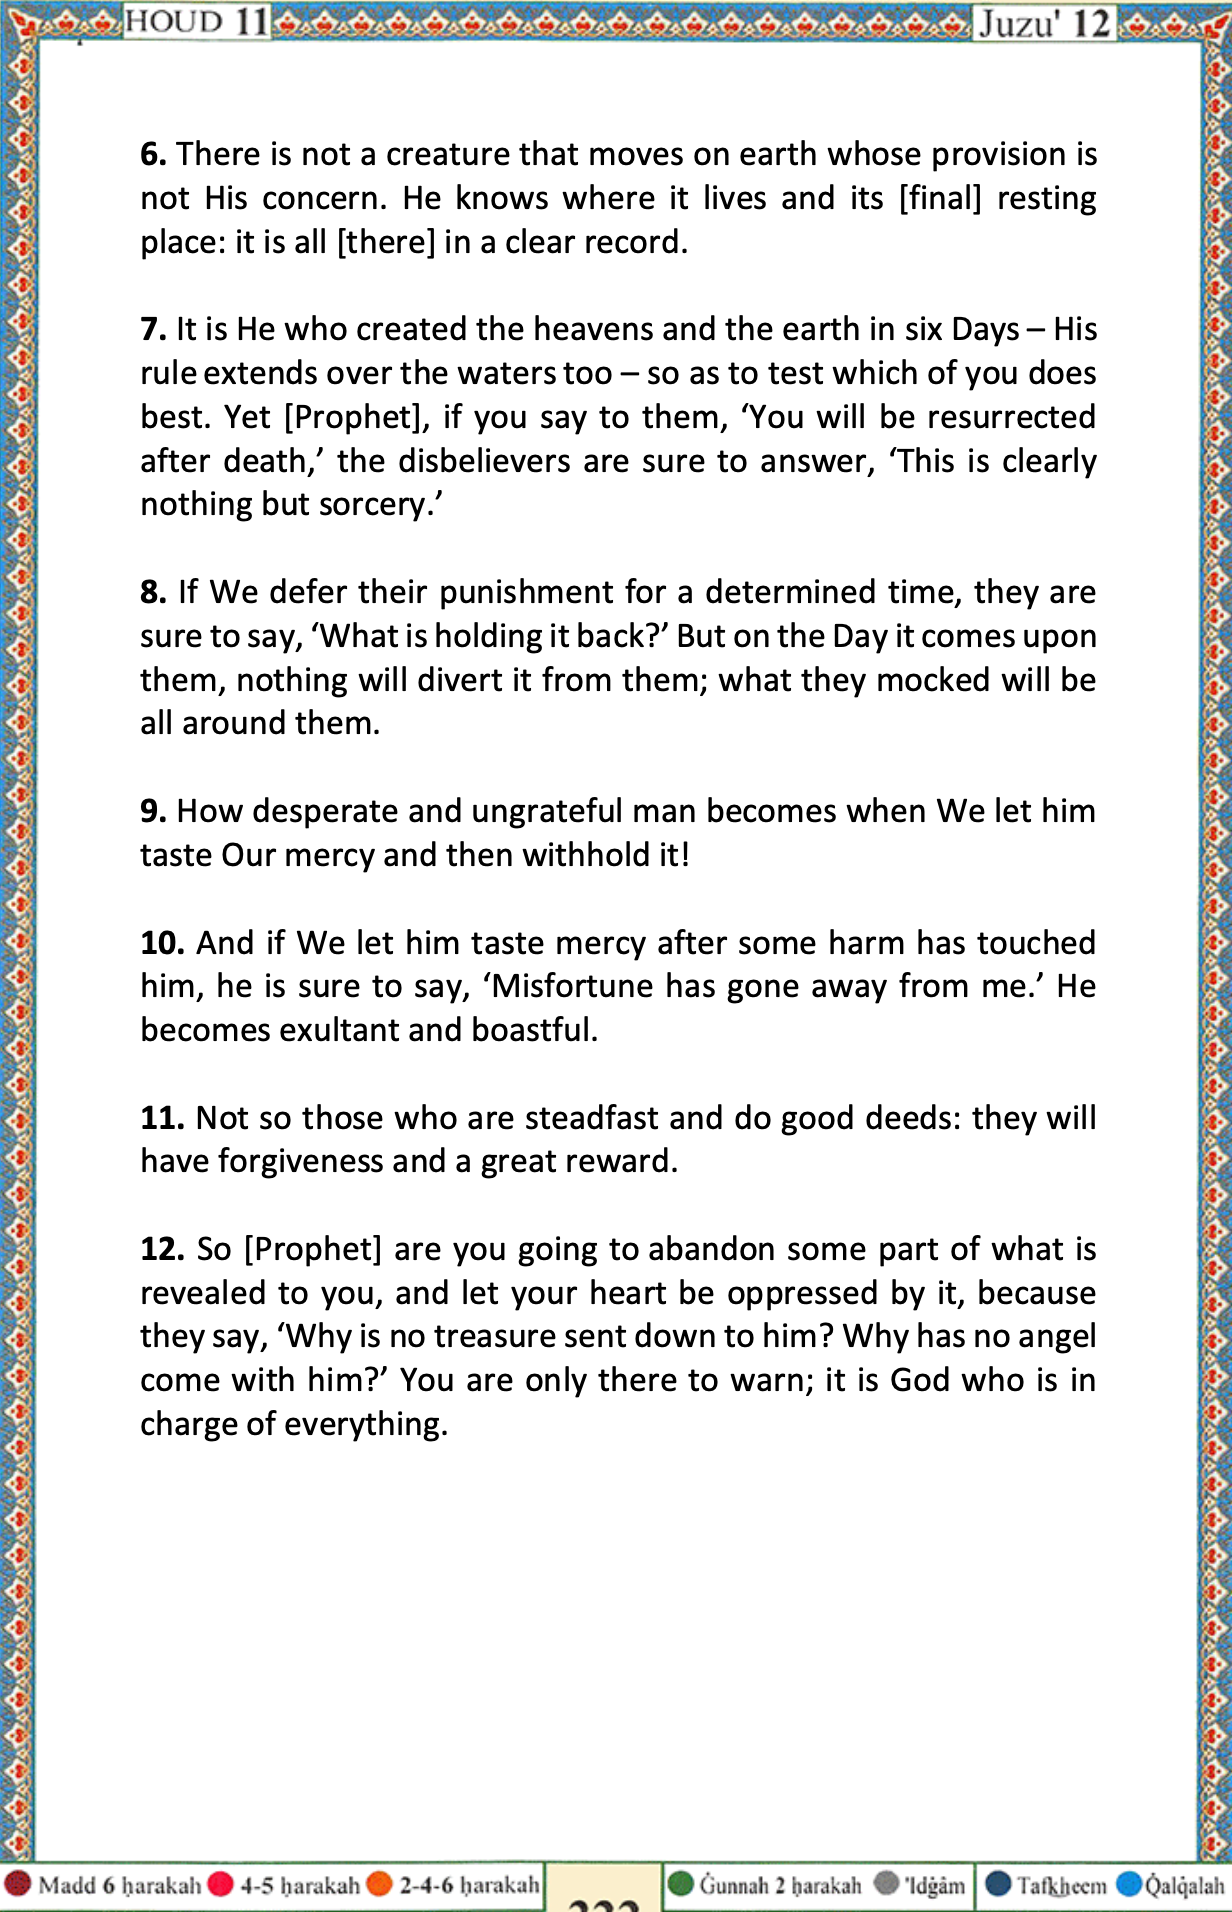 HOUD 11
Juzu' 12
6. There is not a creature that moves on earth whose provision is
not His concern. He knows where it lives and its [final] resting
place: it is all [there] in a clear record.
7. It is He who created the heavens and the earth in six Days – His
rule extends over the waters too – so as to test which of you does
best. Yet [Prophet], if you say to them, ‘You will be resurrected
after death,’ the disbelievers are sure to answer, ‘This is clearly
nothing but sorcery.’
8. If We defer their punishment for a determined time, they are
sure to say, ‘What is holding it back?’ But on the Day it comes upon
them, nothing will divert it from them; what they mocked will be
all around them.
9. How desperate and ungrateful man becomes when We let him
taste Our mercy and then withhold it!
10. And if We let him taste mercy after some harm has touched
him, he is sure to say, ‘Misfortune has gone away from me.’ He
becomes exultant and boastful.
11. Not so those who are steadfast and do good deeds: they will
have forgiveness and a great reward.
12. So [Prophet] are you going to abandon some part of what is
revealed to you, and let your heart be oppressed by it, because
they say, ‘Why is no treasure sent down to him? Why has no angel
come with him?’ You are only there to warn; it is God who is in
charge of everything.
Madd 6 ḥarakah 4-5 ḥarakah 2-4-6 ḥarakah Ġunnah 2 ḥarakah 'Idġâm Tafkheem Q̇alq̇alah